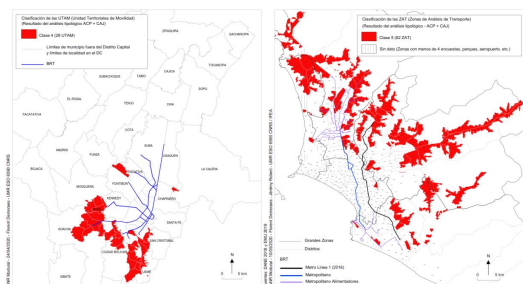 Clasificación de las UTAM (Unidad Territoriales de Movilidad)
(Resultado del análisis tipológico - ACP + CAJ)
Clase 4 (28 UTAM)
Límites de municipio fuera del Distrito Capital
y límites de localidad en el DC
BRT
ZIPAQUIRA
GACHANCIPA
TOCANCIPA
CAJICA
TABIO
SUBACHOQUE
SOPO
EL ROSAL
TENJO
CHIA
FACATATIVA
COTA
SUBA
MADRID
FUNZA
USAQUEN
LA CALERA
BOJACA
ENGATIVA
MOSQUERA
FONTIBON
CHAPINERO
KENNEDY
SANTA FE
SOACHA
SAN CRISTOBAL
CIUDAD BOLIVAR
USME
SIBATE
N
0 5 km
Clasificación de las ZAT (Zonas de Análisis de Transporte)
(Resultado del análisis tipológico ACP + CAJ)
Clase 5 (62 ZAT)
Sin dato (Zonas con menos de 4 encuestas, parques, aeropuerto, etc.)
Grandes Zonas
Distritos
BRT
Metro Línea 1 (2016)
Metropolitano
Metropolitano Alimentadores
N
0 5 km